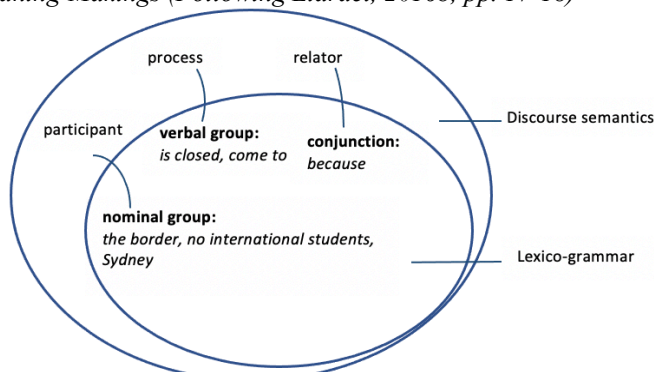 process
relator
participant
verbal group:
is closed, come to
conjunction:
because
Discourse semantics
nominal group:
the border, no international students,
Sydney
Lexico-grammar